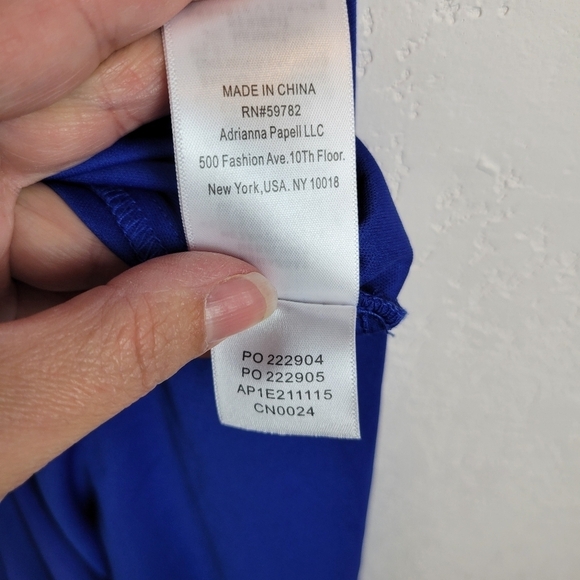 MADE IN CHINA
RN#59782
Adrianna Papell LLC
500 Fashion Ave.10Th Floor.
New York,USA. NY 10018
PO 222904
PO 222905
AP1E211115
CN0024